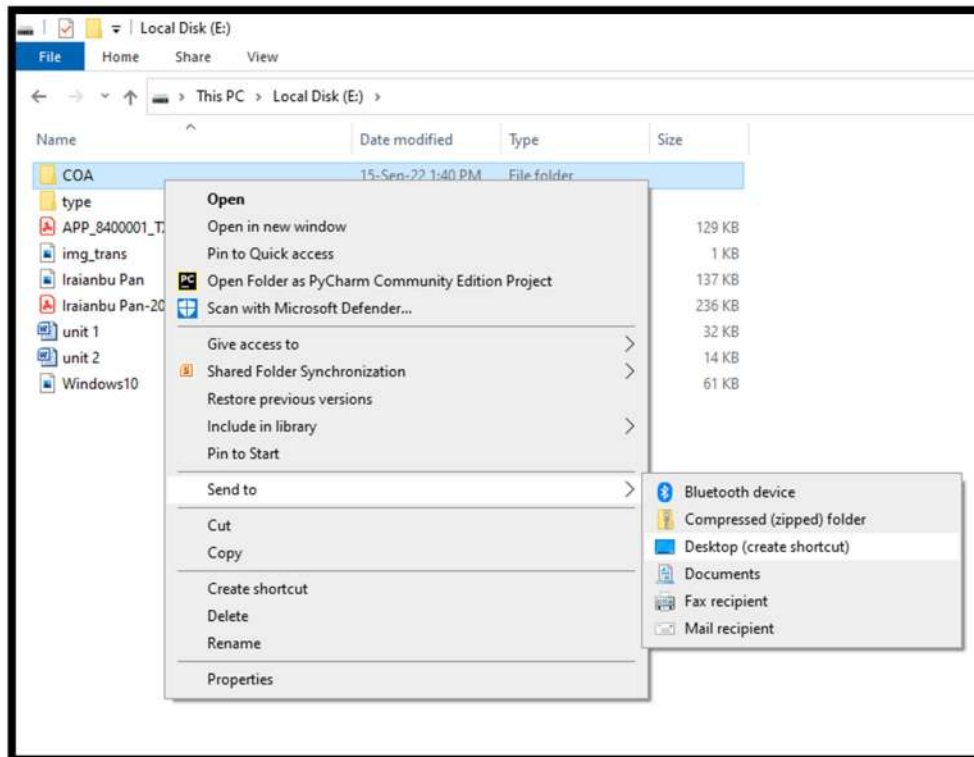 Local Disk (E:)
File Home Share View
This PC > Local Disk (E:) >
Name Date modified Type Size
COA 15-Sep-22 1:40 PM File folder
type
APP_8400001_T 129 KB
img_trans 1 KB
Iraianbu Pan 137 KB
Iraianbu Pan-20 236 KB
unit 1 32 KB
unit 2 14 KB
Windows10 61 KB
Open
Open in new window
Pin to Quick access
PC Open Folder as PyCharm Community Edition Project
Scan with Microsoft Defender...
Give access to
Shared Folder Synchronization
Restore previous versions
Include in library
Pin to Start
Send to
Cut
Copy
Create shortcut
Delete
Rename
Properties
Bluetooth device
Compressed (zipped) folder
Desktop (create shortcut)
Documents
Fax recipient
Mail recipient